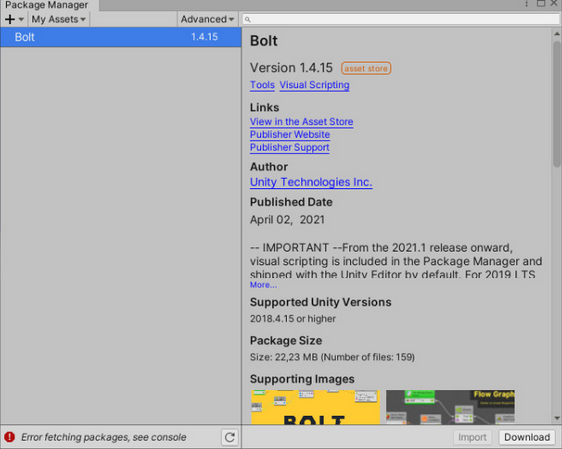 Package Manager
My Assets
Advanced
Bolt 1.4.15
Bolt
Version 1.4.15 asset store
Tools Visual Scripting
Links
View in the Asset Store
Publisher Website
Publisher Support
Author
Unity Technologies Inc.
Published Date
April 02, 2021
-- IMPORTANT --From the 2021.1 release onward,
visual scripting is included in the Package Manager and
shipped with the Unity Editor by default. For 2019 LTS
More...
Supported Unity Versions
2018.4.15 or higher
Package Size
Size: 22,23 MB (Number of files: 159)
Supporting Images
BOLT
Flow Graph
Error fetching packages, see console
Import
Download